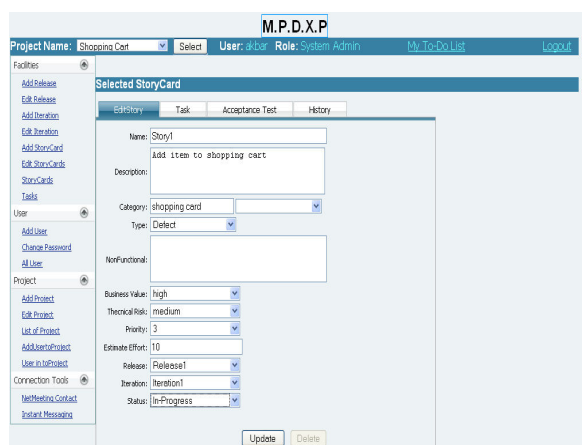 M.P.D.X.P
Project Name: Shopping Cart Select User: akbar Role: System Admin My To-Do List Logout
Facilities
Add Release
Edit Release
Add Iteration
Edit Iteration
Add StoryCard
Edit StoryCards
StoryCards
Tasks
User
Add User
Change Password
All User
Project
Add Project
Edit Project
List of Project
AddUsertoProject
User in toProject
Connection Tools
NetMeeting Contact
Instant Messaging
Selected StoryCard
EditStory Task Acceptance Test History
Name: Story1
Description: Add item to shopping cart
Category: shopping card
Type: Defect
NonFunctional:
Business Value: high
Thecnical Risk: medium
Priority: 3
Estimate Effort: 10
Release: Release1
Iteration: Iteration1
Status: In-Progress
Update Delete